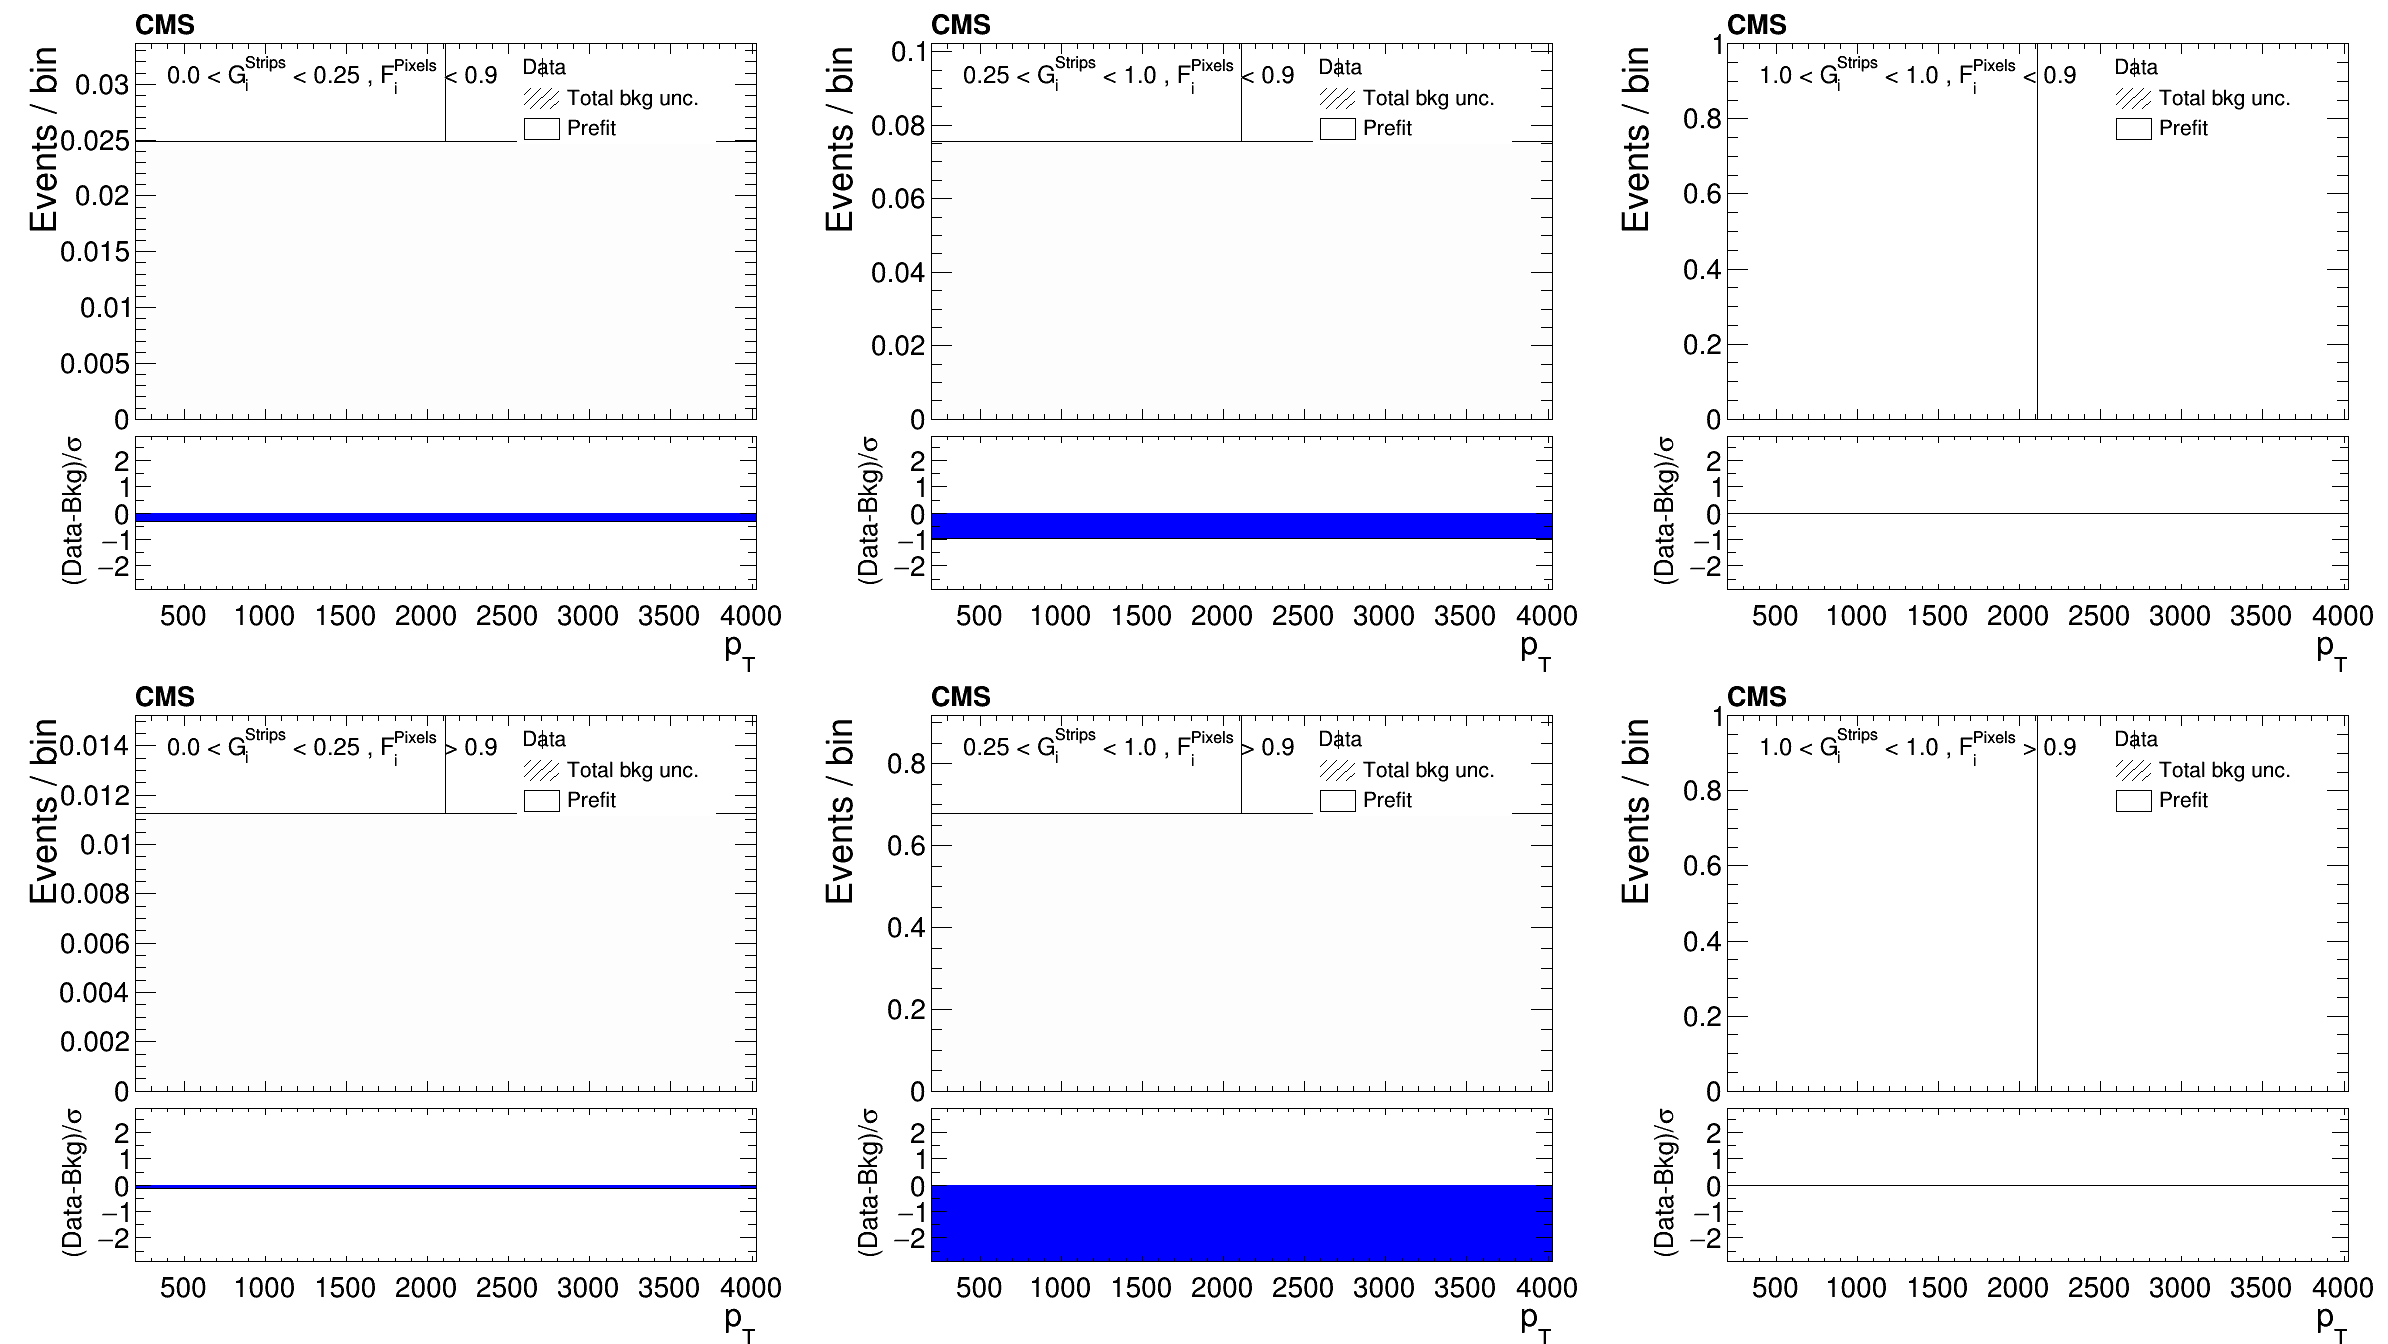 CMS
Events / bin
0.03
0.025
0.02
0.015
0.01
0.005
0
0.0 < G_i^Strips < 0.25 , F_i^Pixels < 0.9
Data
Total bkg unc.
Prefit
(Data-Bkg)/σ
2
1
0
−1
−2
500 1000 1500 2000 2500 3000 3500 4000
p_T
CMS
Events / bin
0.1
0.08
0.06
0.04
0.02
0
0.25 < G_i^Strips < 1.0 , F_i^Pixels < 0.9
Data
Total bkg unc.
Prefit
(Data-Bkg)/σ
2
1
0
−1
−2
500 1000 1500 2000 2500 3000 3500 4000
p_T
CMS
Events / bin
1
0.8
0.6
0.4
0.2
0
1.0 < G_i^Strips < 1.0 , F_i^Pixels < 0.9
Data
Total bkg unc.
Prefit
(Data-Bkg)/σ
2
1
0
−1
−2
500 1000 1500 2000 2500 3000 3500 4000
p_T
CMS
Events / bin
0.014
0.012
0.01
0.008
0.006
0.004
0.002
0
0.0 < G_i^Strips < 0.25 , F_i^Pixels > 0.9
Data
Total bkg unc.
Prefit
(Data-Bkg)/σ
2
1
0
−1
−2
500 1000 1500 2000 2500 3000 3500 4000
p_T
CMS
Events / bin
0.8
0.6
0.4
0.2
0
0.25 < G_i^Strips < 1.0 , F_i^Pixels > 0.9
Data
Total bkg unc.
Prefit
(Data-Bkg)/σ
2
1
0
−1
−2
500 1000 1500 2000 2500 3000 3500 4000
p_T
CMS
Events / bin
1
0.8
0.6
0.4
0.2
0
1.0 < G_i^Strips < 1.0 , F_i^Pixels > 0.9
Data
Total bkg unc.
Prefit
(Data-Bkg)/σ
2
1
0
−1
−2
500 1000 1500 2000 2500 3000 3500 4000
p_T